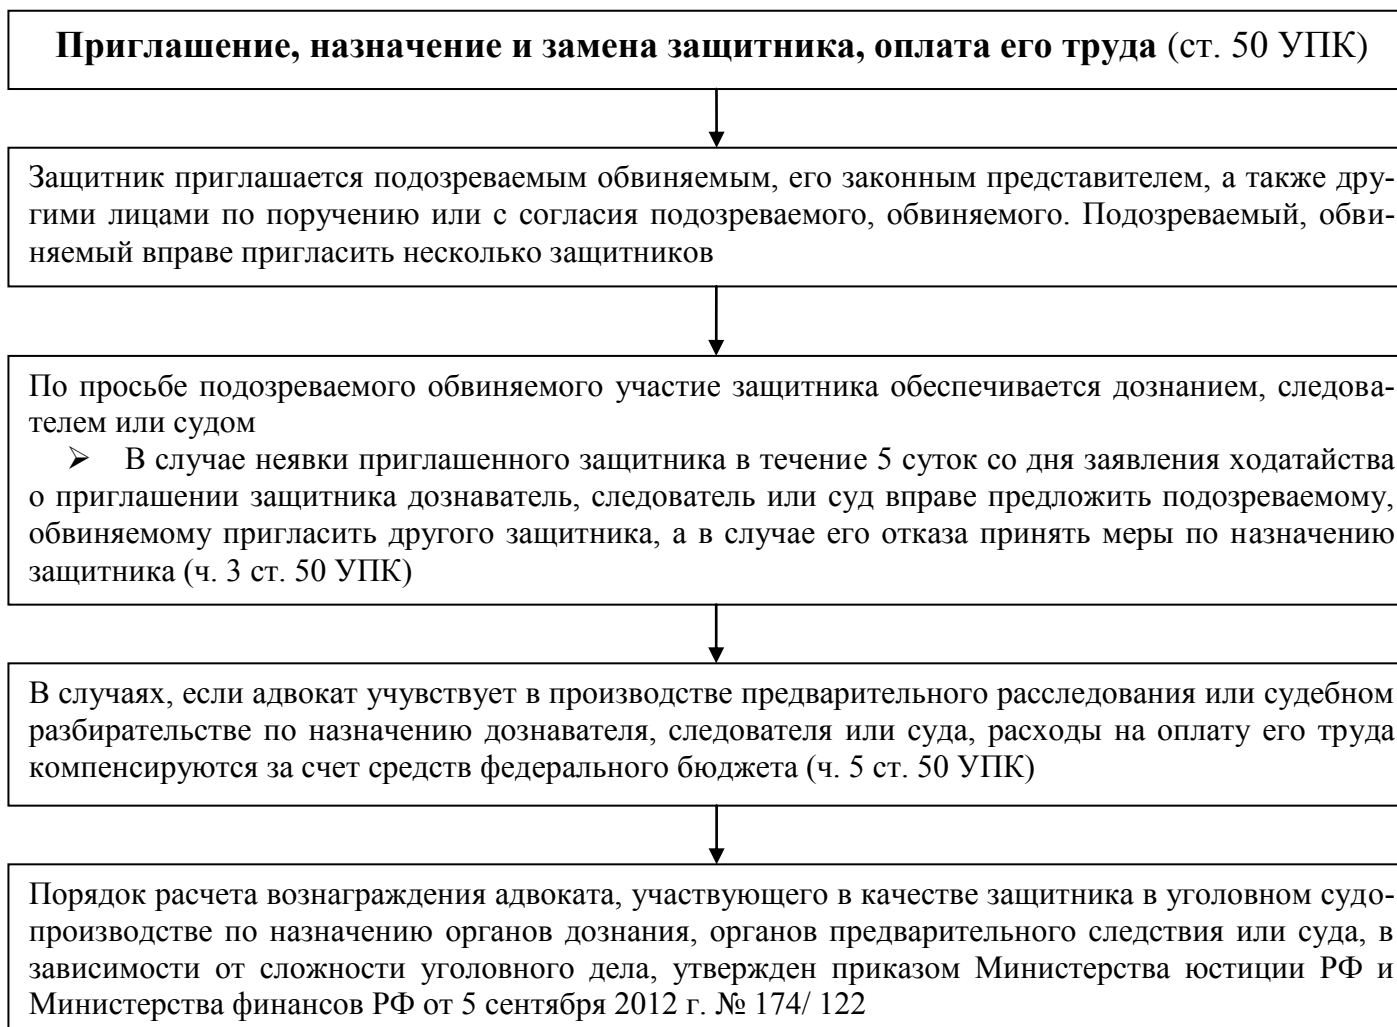 Приглашение, назначение и замена защитника, оплата его труда (ст. 50 УПК)
Защитник приглашается подозреваемым обвиняемым, его законным представителем, а также дру-
гими лицами по поручению или с согласия подозреваемого, обвиняемого. Подозреваемый, обви-
няемый вправе пригласить несколько защитников
По просьбе подозреваемого обвиняемого участие защитника обеспечивается дознанием, следова-
телем или судом
➢ В случае неявки приглашенного защитника в течение 5 суток со дня заявления ходатайства
о приглашении защитника дознаватель, следователь или суд вправе предложить подозреваемому,
обвиняемому пригласить другого защитника, а в случае его отказа принять меры по назначению
защитника (ч. 3 ст. 50 УПК)
В случаях, если адвокат учувствует в производстве предварительного расследования или судебном
разбирательстве по назначению дознавателя, следователя или суда, расходы на оплату его труда
компенсируются за счет средств федерального бюджета (ч. 5 ст. 50 УПК)
Порядок расчета вознаграждения адвоката, участвующего в качестве защитника в уголовном судо-
производстве по назначению органов дознания, органов предварительного следствия или суда, в
зависимости от сложности уголовного дела, утвержден приказом Министерства юстиции РФ и
Министерства финансов РФ от 5 сентября 2012 г. № 174/ 122